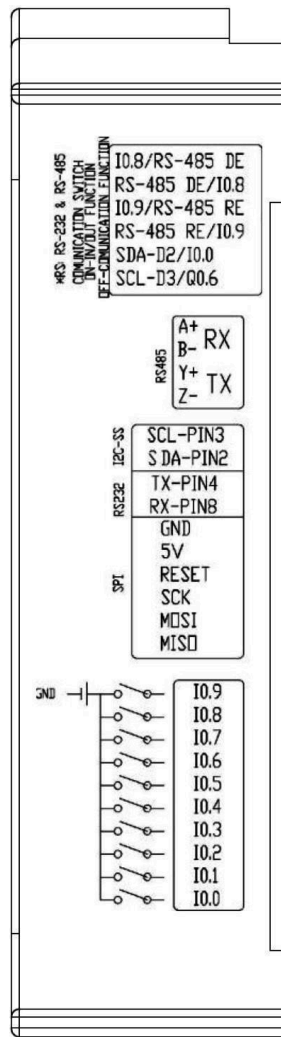 *RS: RS-232 & RS-485
COMUNICATION SWITCH
ON-IN/OUT FUNCTION
OFF-COMUNICATION FUNCTION
I0.8/RS-485 DE
RS-485 DE/I0.8
I0.9/RS-485 RE
RS-485 RE/I0.9
SDA-D2/I0.0
SCL-D3/Q0.6
RS485
A+
B-
RX
Y+
Z-
TX
I2C-SS
SCL-PIN3
SDA-PIN2
RS232
TX-PIN4
RX-PIN8
SPI
GND
5V
RESET
SCK
MOSI
MISO
GND
I0.9
I0.8
I0.7
I0.6
I0.5
I0.4
I0.3
I0.2
I0.1
I0.0